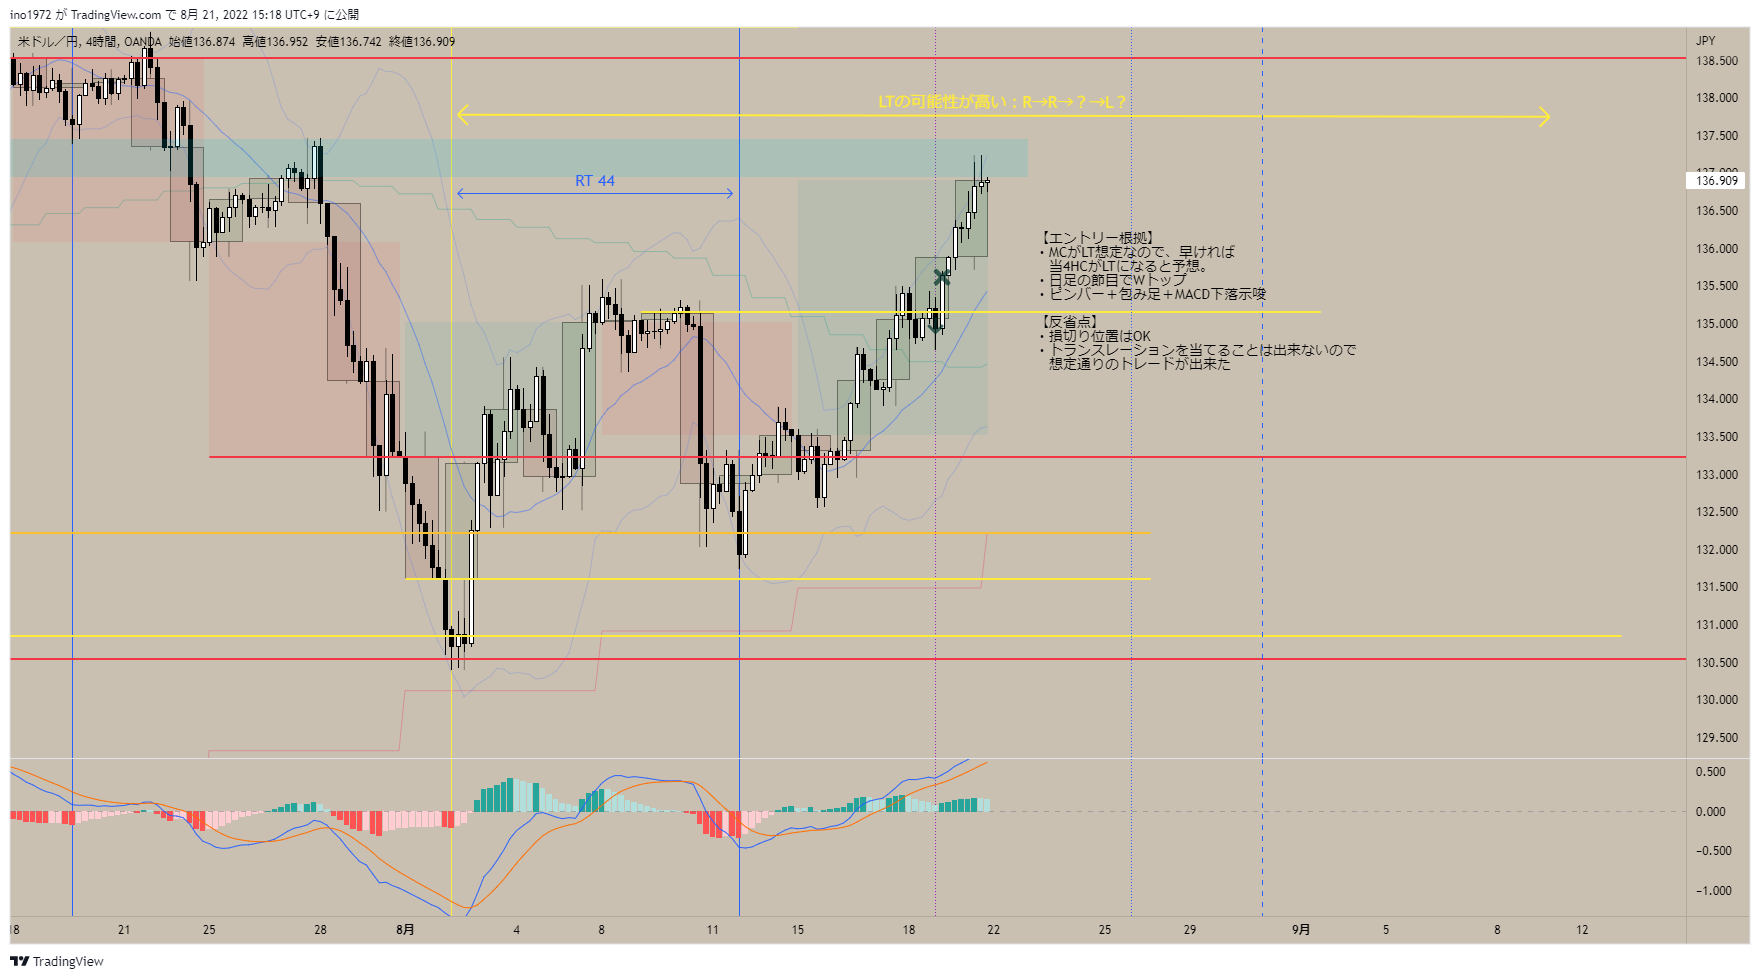 ino1972 が TradingView.com で 8月 21, 2022 15:18 UTC+9 に公開
米ドル／円, 4時間, OANDA 始値136.874 高値136.952 安値136.742 終値136.909
JPY
138.500
138.000
137.500
136.909
136.500
136.000
135.500
135.000
134.500
134.000
133.500
133.000
132.500
132.000
131.500
131.000
130.500
130.000
129.500
0.500
0.000
−0.500
−1.000
LTの可能性が高い：R→R→？→L？
RT 44
【エントリー根拠】
・MCがLT想定なので、早ければ
当4HCがLTになると予想。
・日足の節目でWトップ
・ピンバー＋包み足＋MACD下落示唆
【反省点】
・損切り位置はOK
・トランスレーションを当てることは出来ないので
想定通りのトレードが出来た
18 21 25 28 8月 4 8 11 15 18 22 25 29 9月 5 8 12
TradingView